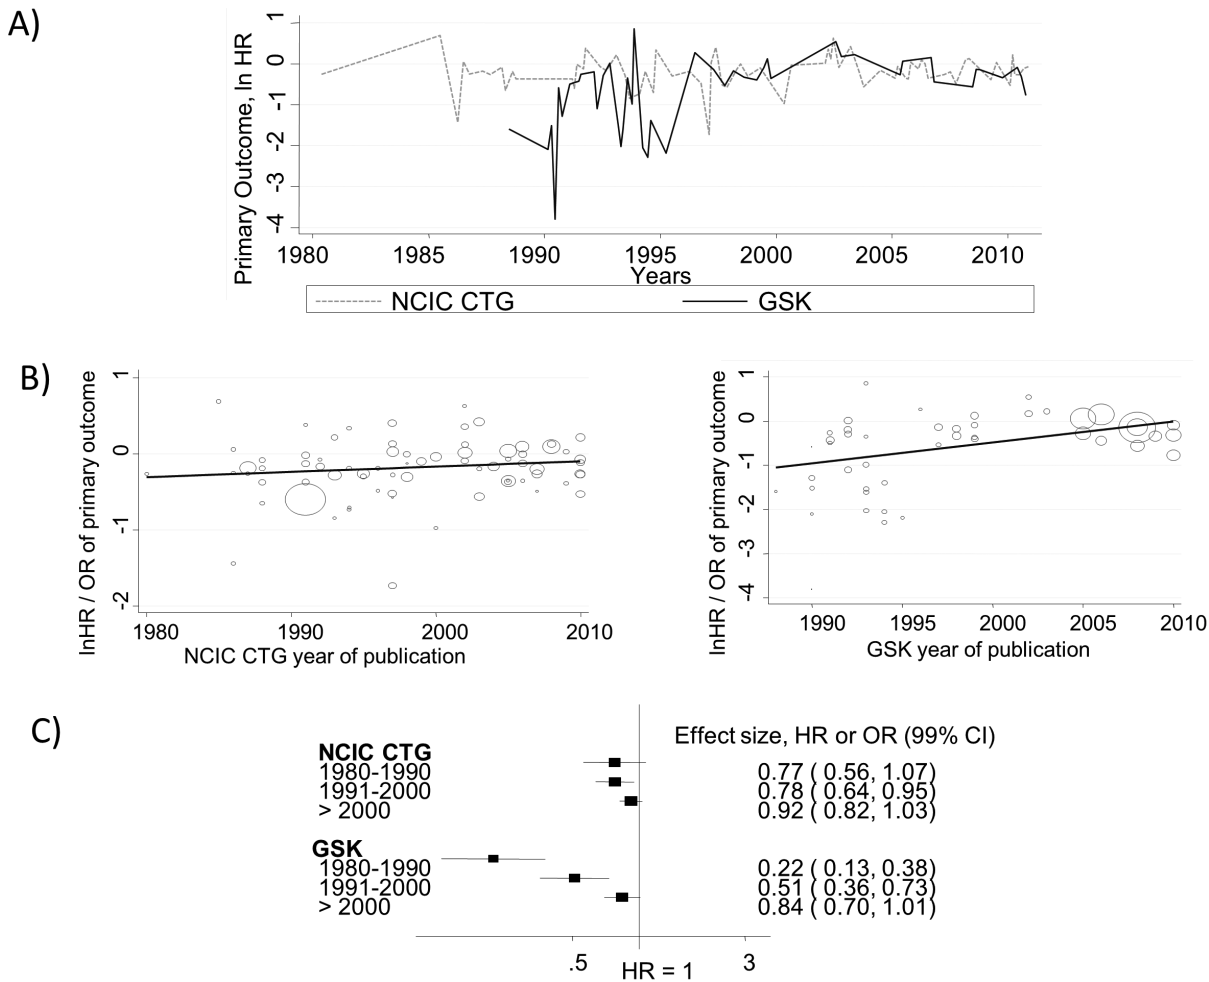 A)
Primary Outcome, ln HR
1
0
-1
-2
-3
-4
1980 1985 1990 1995 2000 2005 2010
Years
NCIC CTG GSK
B)
lnHR / OR of primary outcome
1
0
-1
-2
1980 1990 2000 2010
NCIC CTG year of publication
lnHR / OR of primary outcome
1
0
-1
-2
-3
-4
1990 1995 2000 2005 2010
GSK year of publication
C)
Effect size, HR or OR (99% CI)
NCIC CTG
1980-1990 0.77 ( 0.56, 1.07)
1991-2000 0.78 ( 0.64, 0.95)
> 2000 0.92 ( 0.82, 1.03)
GSK
1980-1990 0.22 ( 0.13, 0.38)
1991-2000 0.51 ( 0.36, 0.73)
> 2000 0.84 ( 0.70, 1.01)
.5 HR = 1 3